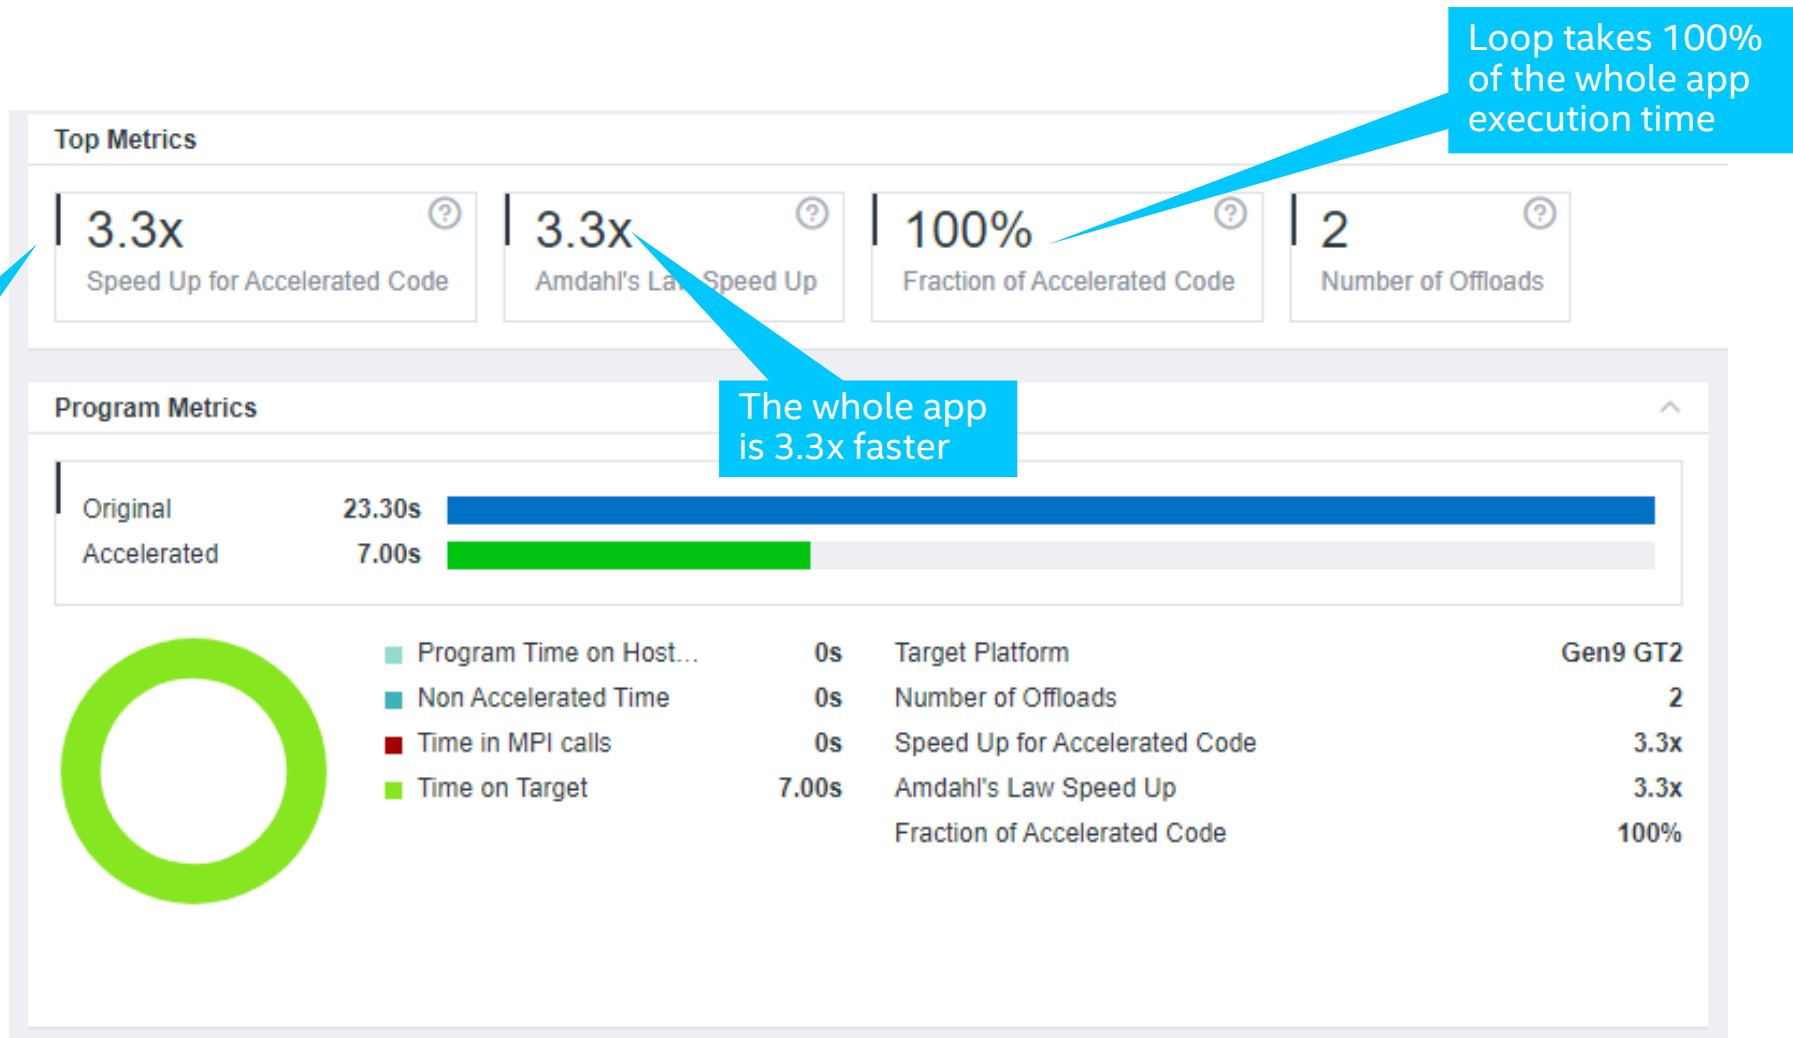 Loop takes 100%
of the whole app
execution time
Top Metrics
3.3x
Speed Up for Accelerated Code
3.3x
Amdahl's Law Speed Up
100%
Fraction of Accelerated Code
2
Number of Offloads
The whole app
is 3.3x faster
Program Metrics
Original 23.30s
Accelerated 7.00s
Program Time on Host... 0s
Non Accelerated Time 0s
Time in MPI calls 0s
Time on Target 7.00s
Target Platform Gen9 GT2
Number of Offloads 2
Speed Up for Accelerated Code 3.3x
Amdahl's Law Speed Up 3.3x
Fraction of Accelerated Code 100%